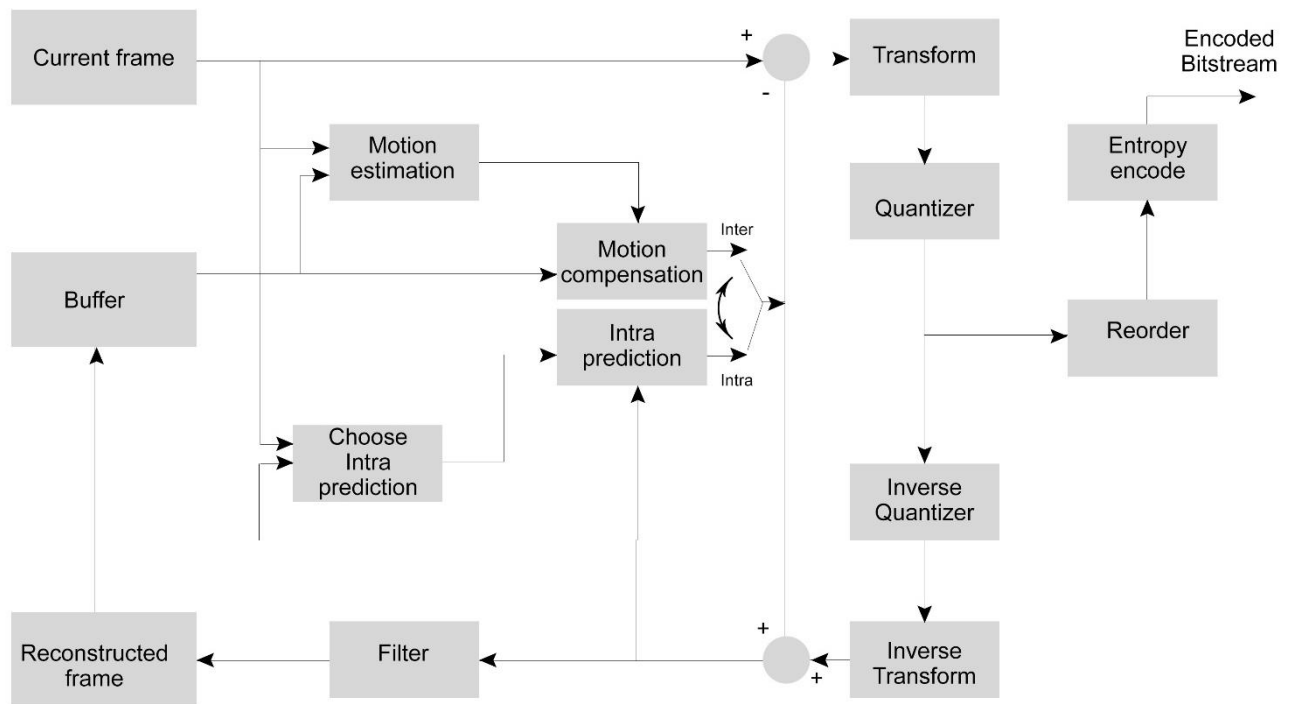 Current frame
+
-
Transform
Encoded
Bitstream
Motion
estimation
Entropy
encode
Quantizer
Inter
Motion
compensation
Buffer
Intra
prediction
Reorder
Intra
Choose
Intra
prediction
Inverse
Quantizer
+
+
Reconstructed
frame
Filter
Inverse
Transform